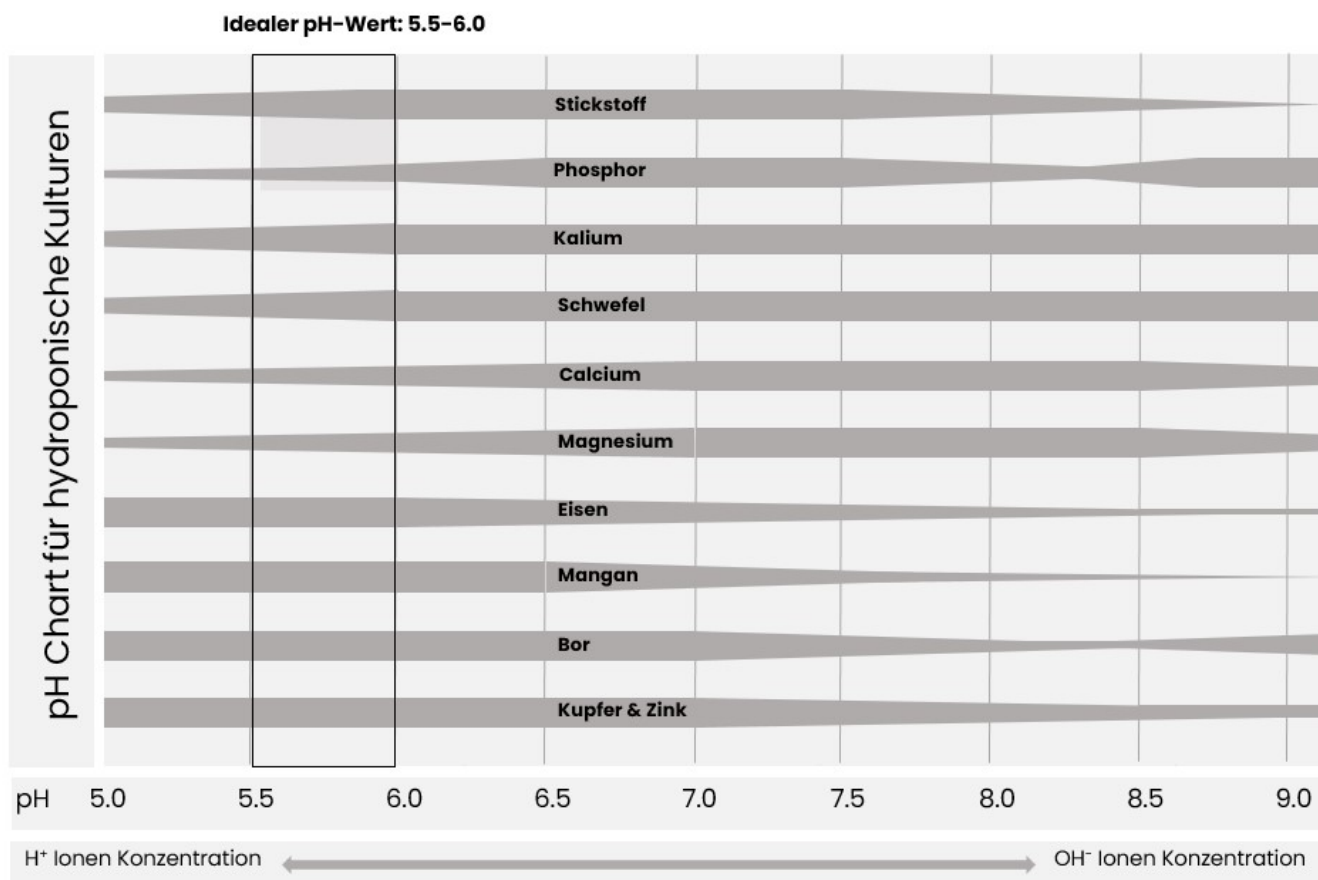 Idealer pH-Wert: 5.5-6.0
pH Chart für hydroponische Kulturen
Stickstoff
Phosphor
Kalium
Schwefel
Calcium
Magnesium
Eisen
Mangan
Bor
Kupfer & Zink
pH 5.0 5.5 6.0 6.5 7.0 7.5 8.0 8.5 9.0
H⁺ Ionen Konzentration OH⁻ Ionen Konzentration